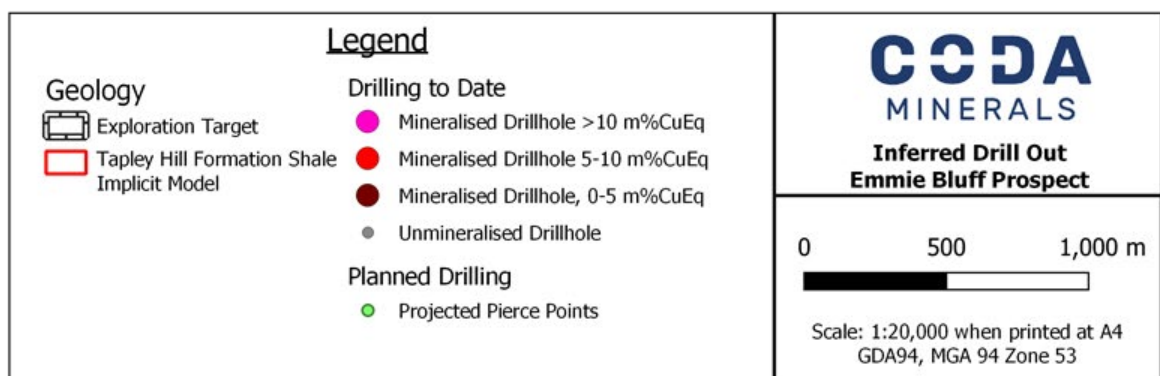 Legend
Geology
Exploration Target
Tapley Hill Formation Shale
Implicit Model
Drilling to Date
Mineralised Drillhole >10 m%CuEq
Mineralised Drillhole 5-10 m%CuEq
Mineralised Drillhole, 0-5 m%CuEq
Unmineralised Drillhole
Planned Drilling
Projected Pierce Points
CODA
MINERALS
Inferred Drill Out
Emmie Bluff Prospect
0 500 1,000 m
Scale: 1:20,000 when printed at A4
GDA94, MGA 94 Zone 53